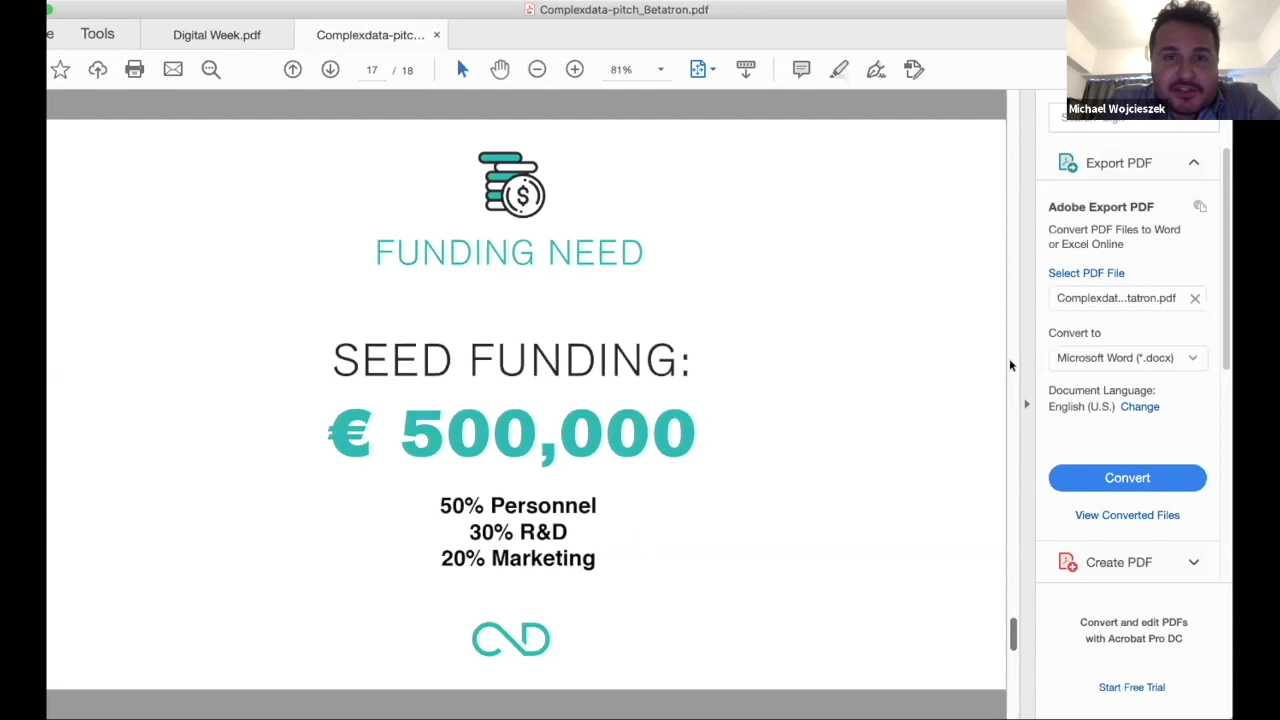 Complexdata-pitch_Betatron.pdf
e Tools Digital Week.pdf Complexdata-pitc... ×
17 / 18 81%
Michael Wojcieszek
Export PDF
Adobe Export PDF
Convert PDF Files to Word
or Excel Online
Select PDF File
Complexdat...tatron.pdf
Convert to
Microsoft Word (*.docx)
Document Language:
English (U.S.) Change
Convert
View Converted Files
Create PDF
Convert and edit PDFs
with Acrobat Pro DC
Start Free Trial
$
FUNDING NEED
SEED FUNDING:
€ 500,000
50% Personnel
30% R&D
20% Marketing